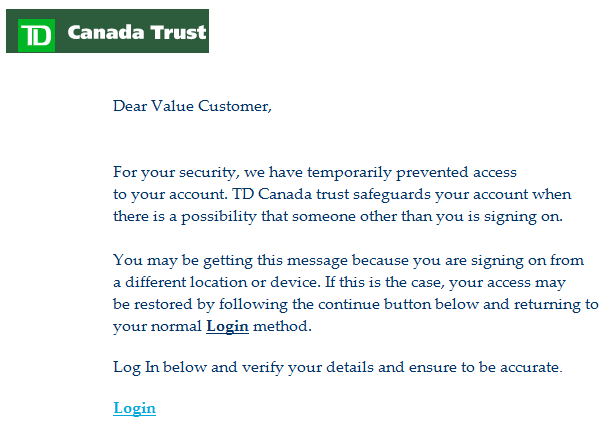 TD Canada Trust
Dear Value Customer,
For your security, we have temporarily prevented access
to your account. TD Canada trust safeguards your account when
there is a possibility that someone other than you is signing on.
You may be getting this message because you are signing on from
a different location or device. If this is the case, your access may
be restored by following the continue button below and returning to
your normal Login method.
Log In below and verify your details and ensure to be accurate.
Login